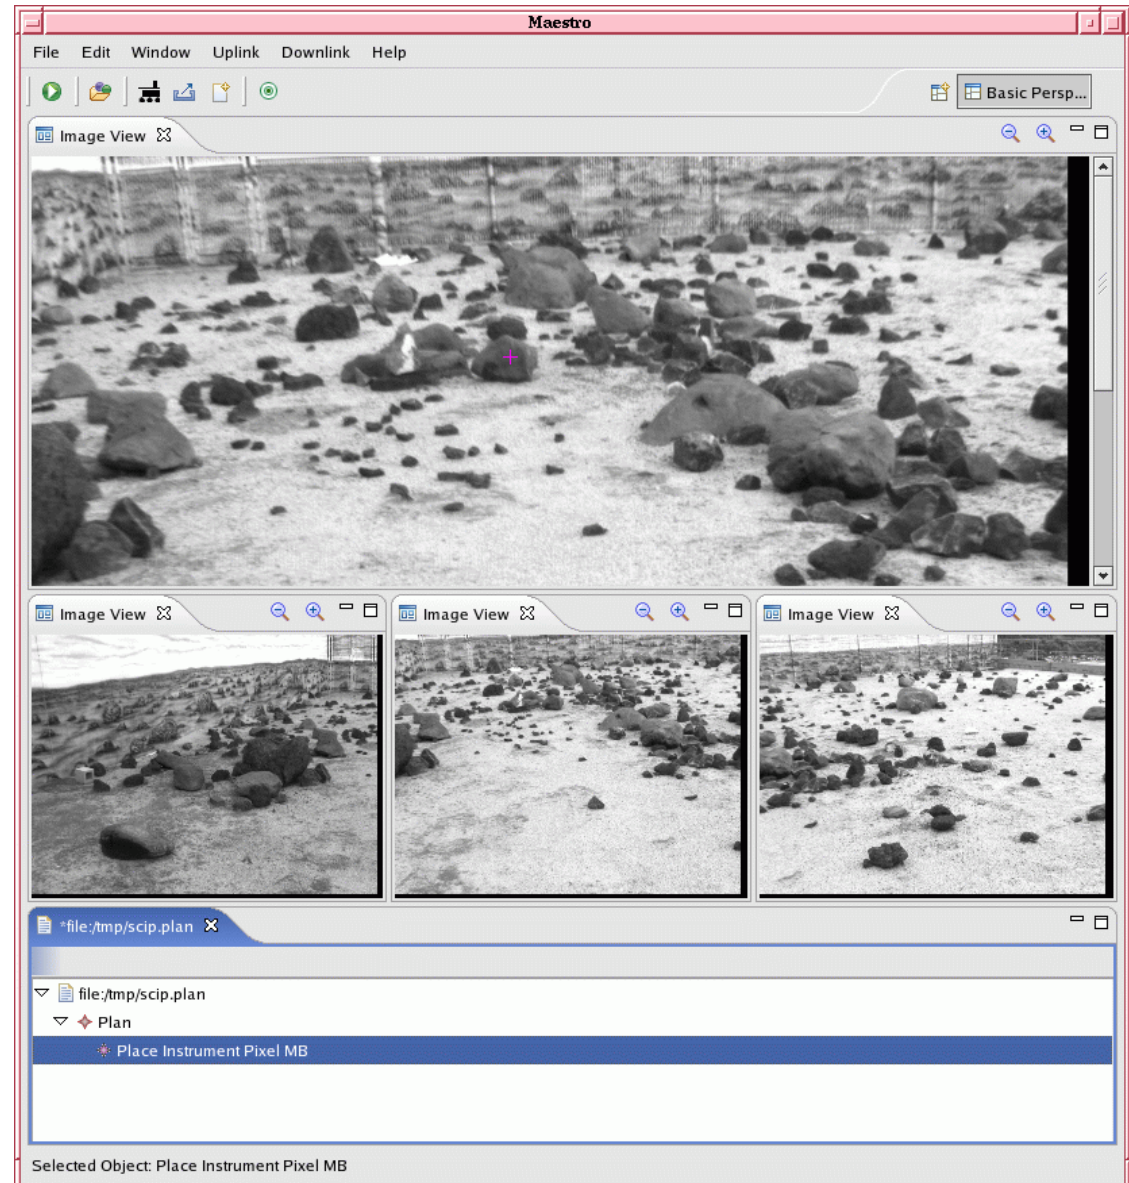 Maestro
File Edit Window Uplink Downlink Help
Basic Persp...
Image View
Image View
Image View
Image View
*file:/tmp/scip.plan
file:/tmp/scip.plan
Plan
Place Instrument Pixel MB
Selected Object: Place Instrument Pixel MB